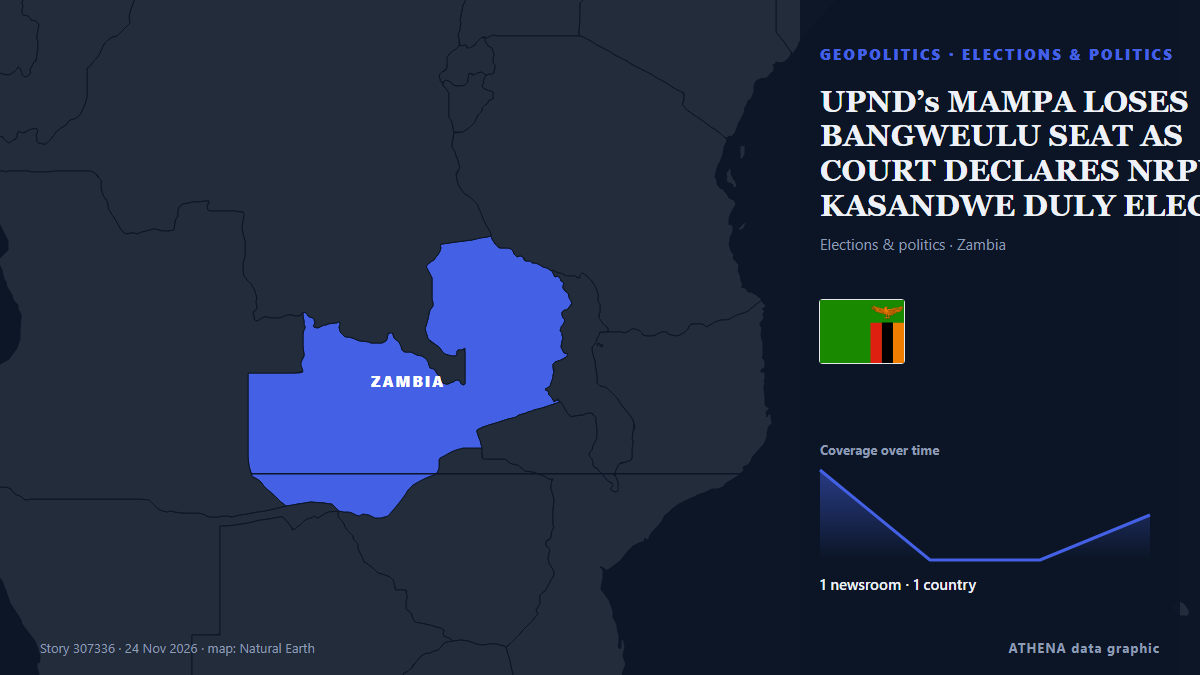 GEOPOLITICS · ELECTIONS & POLITICS
UPND’s MAMPA LOSES
BANGWEULU SEAT AS
COURT DECLARES
KASANDWE DULY
Elections & politics · Zambia
ZAMBIA
Coverage over time
1 newsroom · 1 country
Story 307336 · 24 Nov 2026 · map: Natural Earth
ATHENA data graphic